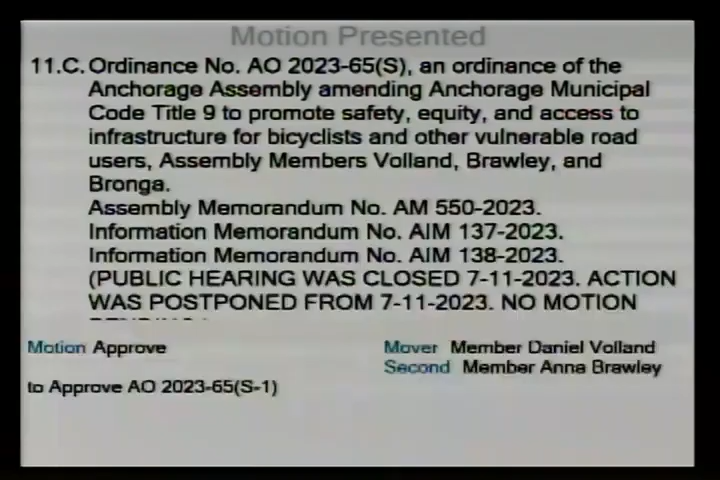 Motion Presented
11.C. Ordinance No. AO 2023-65(S), an ordinance of the
Anchorage Assembly amending Anchorage Municipal
Code Title 9 to promote safety, equity, and access to
infrastructure for bicyclists and other vulnerable road
users, Assembly Members Volland, Brawley, and
Bronga.
Assembly Memorandum No. AM 550-2023.
Information Memorandum No. AIM 137-2023.
Information Memorandum No. AIM 138-2023.
(PUBLIC HEARING WAS CLOSED 7-11-2023. ACTION
WAS POSTPONED FROM 7-11-2023. NO MOTION
Motion Approve
Mover Member Daniel Volland
Second Member Anna Brawley
to Approve AO 2023-65(S-1)